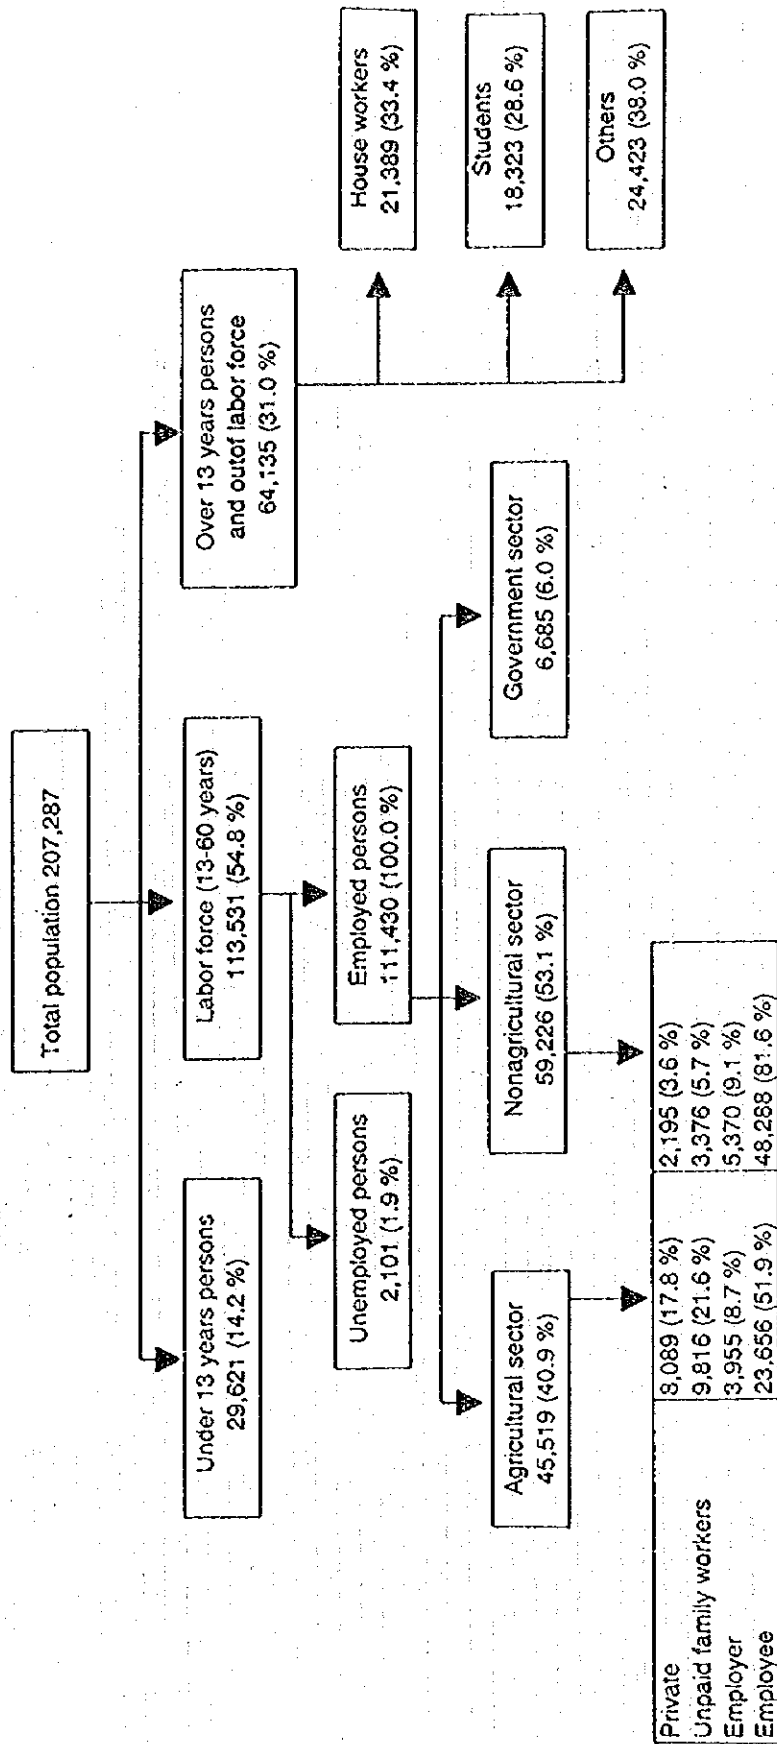 Total population 207,287
Under 13 years persons
29,621 (14.2 %)
Labor force (13-60 years)
113,531 (54.8 %)
Over 13 years persons
and outof labor force
64,135 (31.0 %)
Unemployed persons
2,101 (1.9 %)
Employed persons
111,430 (100.0 %)
House workers
21,389 (33.4 %)
Students
18,323 (28.6 %)
Others
24,423 (38.0 %)
Agricultural sector
45,519 (40.9 %)
Nonagricultural sector
59,226 (53.1 %)
Government sector
6,685 (6.0 %)
Private 8,089 (17.8 %) 2,195 (3.6 %)
Unpaid family workers 9,816 (21.6 %) 3,376 (5.7 %)
Employer 3,955 (8.7 %) 5,370 (9.1 %)
Employee 23,656 (51.9 %) 48,288 (81.6 %)